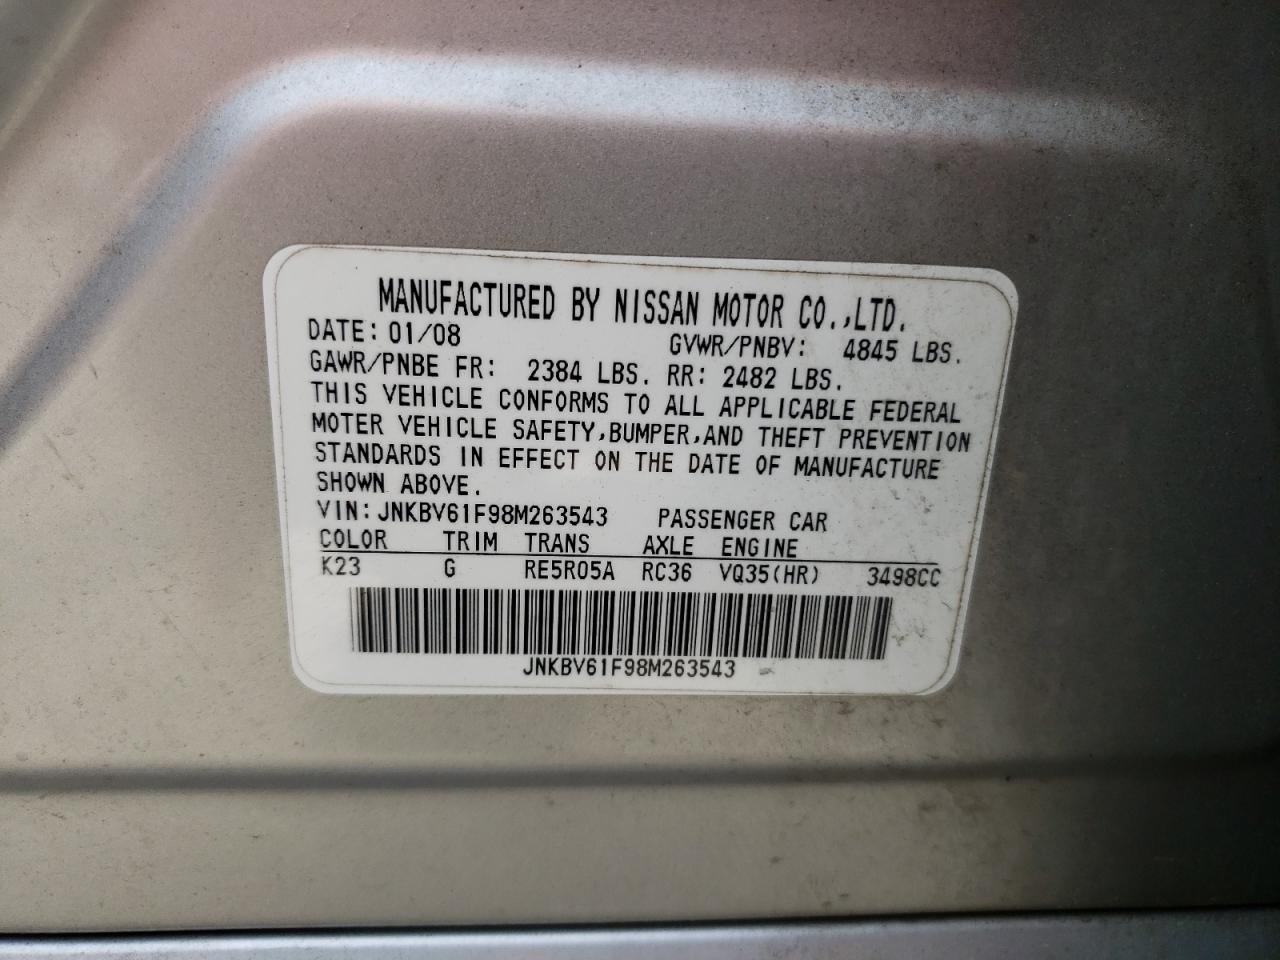 MANUFACTURED BY NISSAN MOTOR CO.,LTD.
DATE: 01/08 GVWR/PNBV: 4845 LBS.
GAWR/PNBE FR: 2384 LBS. RR: 2482 LBS.
THIS VEHICLE CONFORMS TO ALL APPLICABLE FEDERAL
MOTER VEHICLE SAFETY,BUMPER,AND THEFT PREVENTION
STANDARDS IN EFFECT ON THE DATE OF MANUFACTURE
SHOWN ABOVE.
VIN:JNKBV61F98M263543 PASSENGER CAR
COLOR TRIM TRANS AXLE ENGINE
K23 G RE5R05A RC36 VQ35(HR) 3498CC
JNKBV61F98M263543